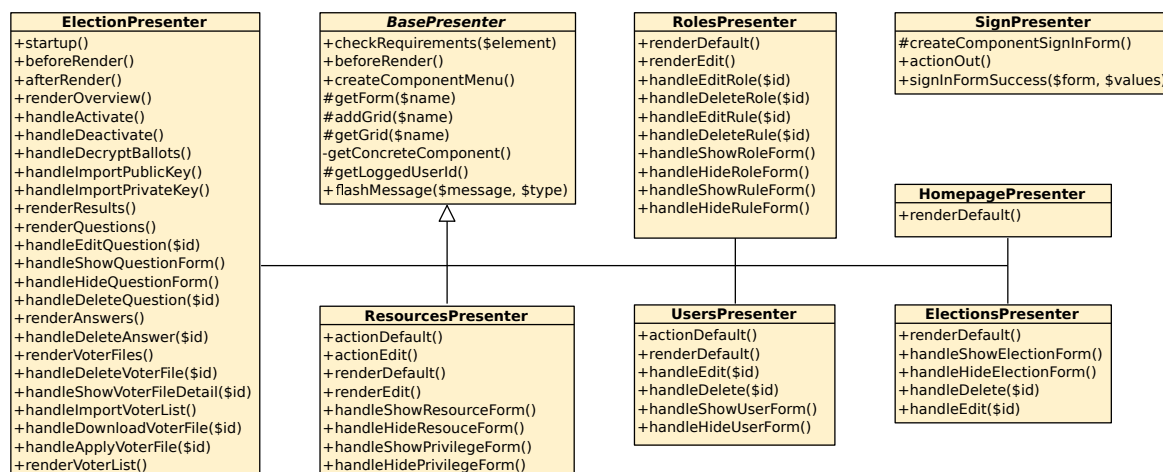 ElectionPresenter
+startup()
+beforeRender()
+afterRender()
+renderOverview()
+handleActivate()
+handleDeactivate()
+handleDecryptBallots()
+handleImportPublicKey()
+handleImportPrivateKey()
+renderResults()
+renderQuestions()
+handleEditQuestion($id)
+handleShowQuestionForm()
+handleHideQuestionForm()
+handleDeleteQuestion($id)
+renderAnswers()
+handleDeleteAnswer($id)
+renderVoterFiles()
+handleDeleteVoterFile($id)
+handleShowVoterFileDetail($id)
+handleImportVoterList()
+handleDownloadVoterFile($id)
+handleApplyVoterFile($id)
+renderVoterList()
BasePresenter
+checkRequirements($element)
+beforeRender()
+createComponentMenu()
#getForm($name)
#addGrid($name)
#getGrid($name)
-getConcreteComponent()
#getLoggedUserId()
+flashMessage($message, $type)
RolesPresenter
+renderDefault()
+renderEdit()
+handleEditRole($id)
+handleDeleteRole($id)
+handleEditRule($id)
+handleDeleteRule($id)
+handleShowRoleForm()
+handleHideRoleForm()
+handleShowRuleForm()
+handleHideRuleForm()
SignPresenter
#createComponentSignInForm()
+actionOut()
+signInFormSuccess($form, $values)
HomepagePresenter
+renderDefault()
ResourcesPresenter
+actionDefault()
+actionEdit()
+renderDefault()
+renderEdit()
+handleShowResourceForm()
+handleHideResouceForm()
+handleShowPrivilegeForm()
+handleHidePrivilegeForm()
UsersPresenter
+actionDefault()
+renderDefault()
+handleEdit($id)
+handleDelete($id)
+handleShowUserForm()
+handleHideUserForm()
ElectionsPresenter
+renderDefault()
+handleShowElectionForm()
+handleHideElectionForm()
+handleDelete($id)
+handleEdit($id)